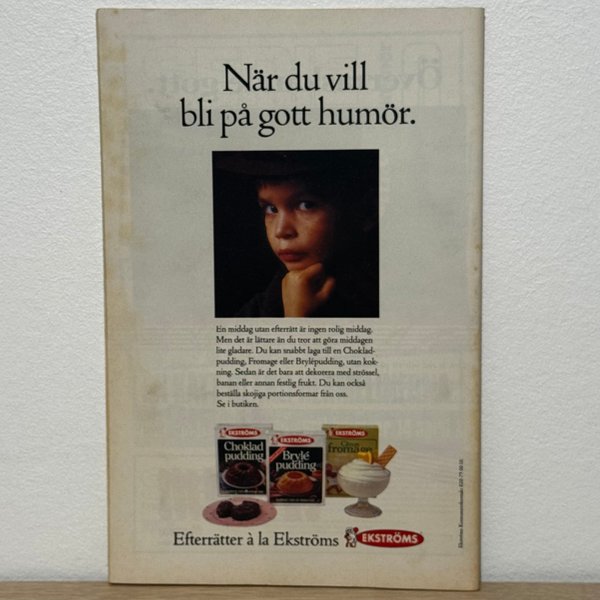 När du vill
bli på gott humör.
En middag utan efterrätt är ingen rolig middag.
Men det är lättare än du tror att göra middagen
lite gladare. Du kan snabbt laga till en Choklad-
pudding, Fromage eller Brylépudding, utan kok-
ning. Sedan är det bara att dekorera med strössel,
banan eller annan festlig frukt. Du kan också
beställa skojiga portionsformar från oss.
Se i butiken.
EKSTRÖMS
Choklad
pudding
EKSTRÖMS
Brylé
pudding
EKSTRÖMS
Citron
fromage
Efterrätter à la Ekströms
EKSTRÖMS